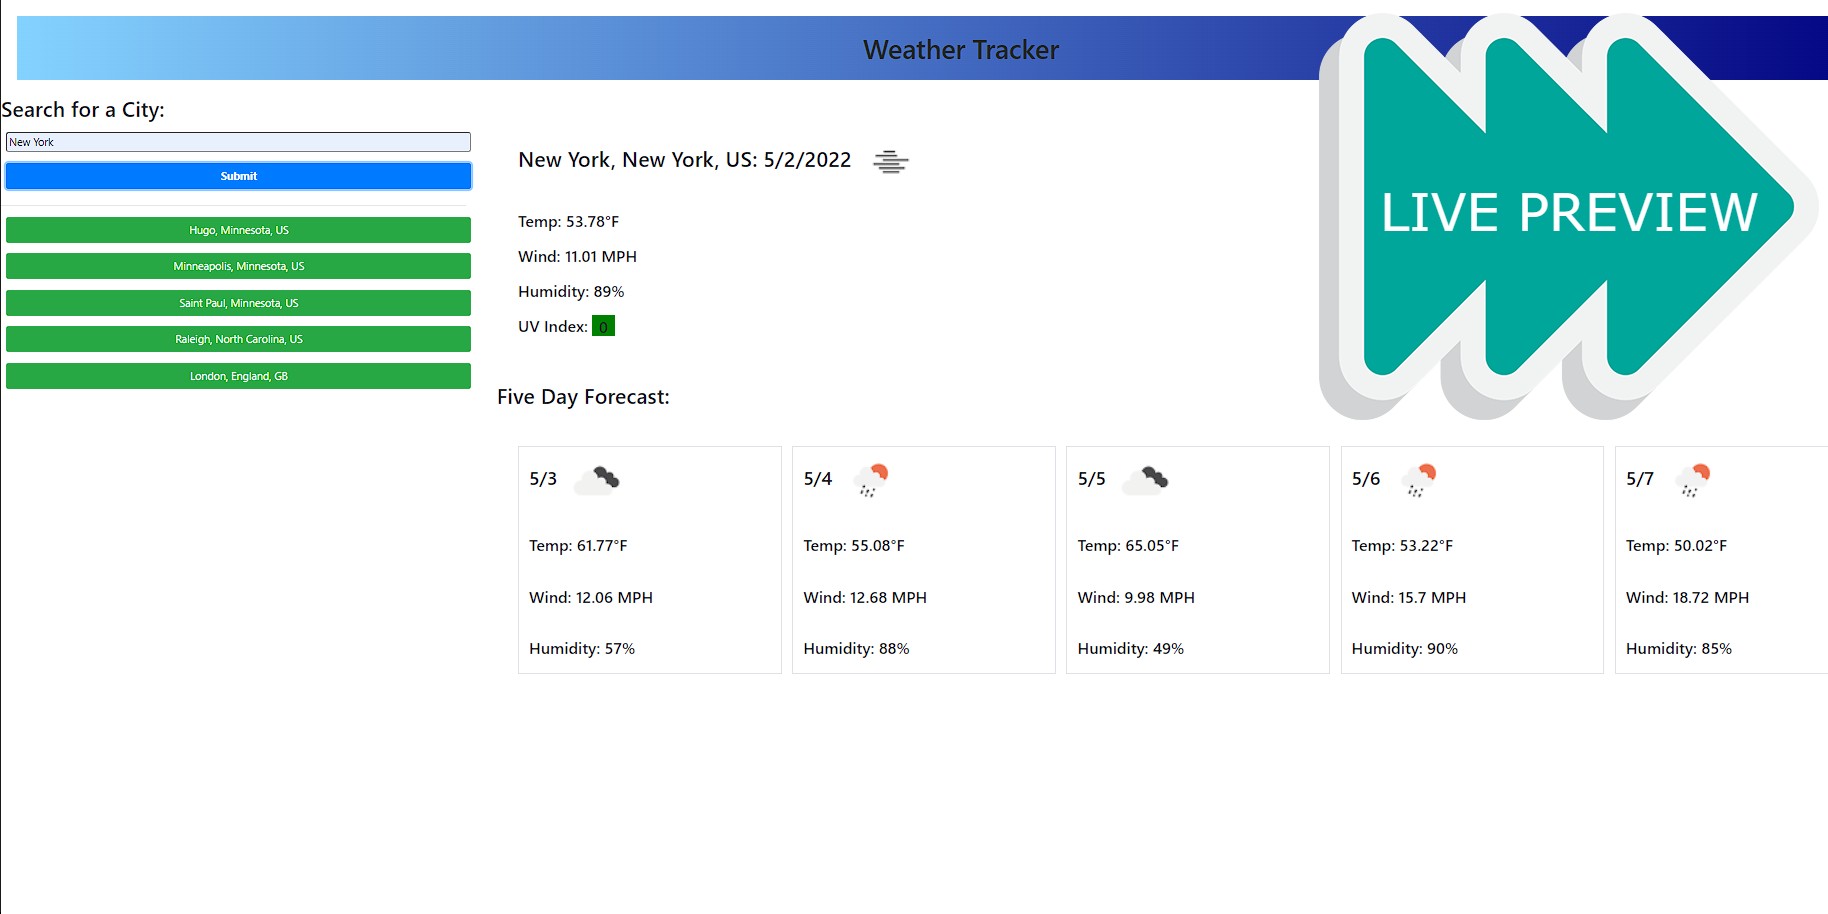 Weather Tracker
LIVE PREVIEW
Search for a City:
New York
Submit
Hugo, Minnesota, US
Minneapolis, Minnesota, US
Saint Paul, Minnesota, US
Raleigh, North Carolina, US
London, England, GB
New York, New York, US: 5/2/2022
Temp: 53.78°F
Wind: 11.01 MPH
Humidity: 89%
UV Index: 0
Five Day Forecast:
5/3
Temp: 61.77°F
Wind: 12.06 MPH
Humidity: 57%
5/4
Temp: 55.08°F
Wind: 12.68 MPH
Humidity: 88%
5/5
Temp: 65.05°F
Wind: 9.98 MPH
Humidity: 49%
5/6
Temp: 53.22°F
Wind: 15.7 MPH
Humidity: 90%
5/7
Temp: 50.02°F
Wind: 18.72 MPH
Humidity: 85%